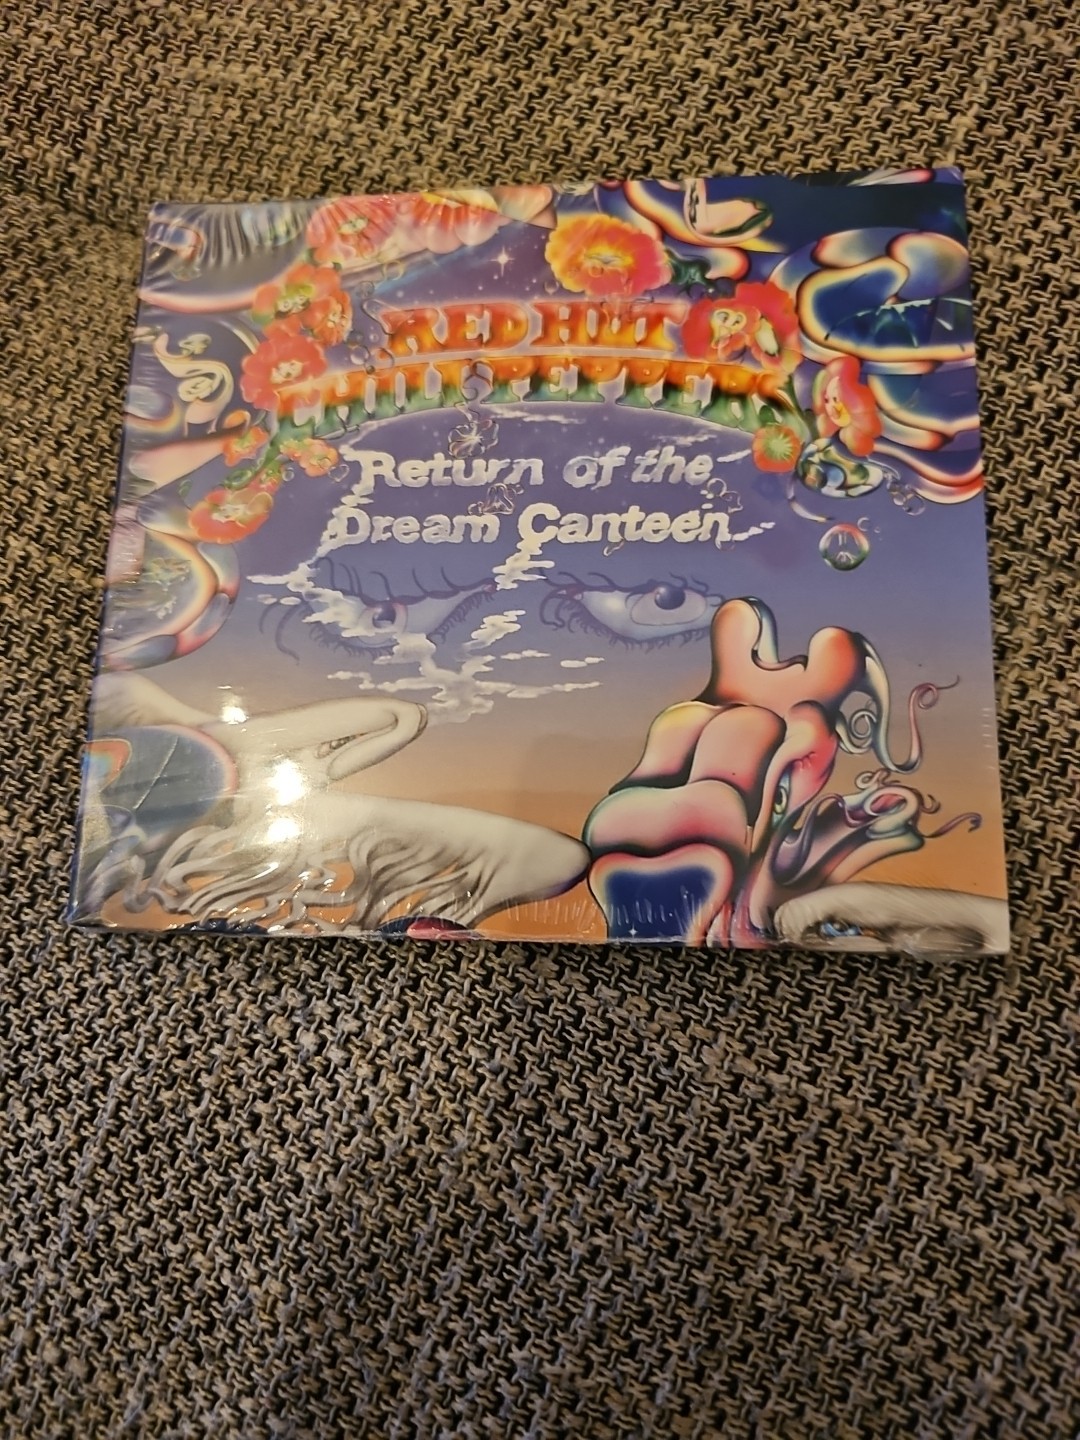 RED HOT
CHILI PEPPERS
Return of the
Dream Canteen